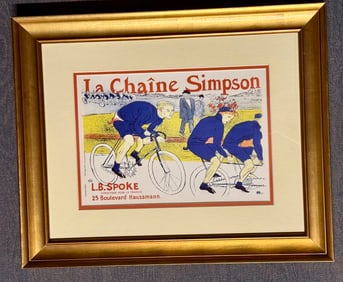 La Chaîne Simpson
L.B.SPOKE
25 Boulevard Haussmann.